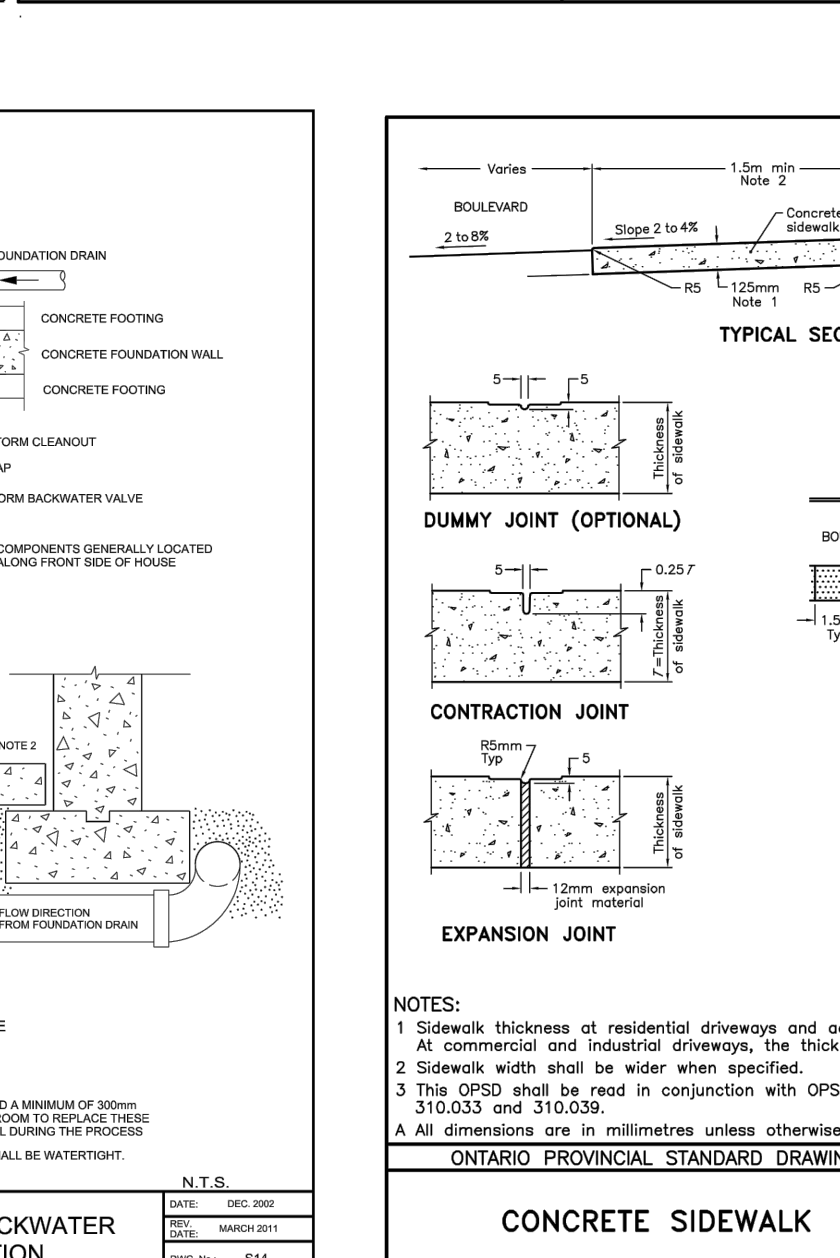 OUNDATION DRAIN
CONCRETE FOOTING
CONCRETE FOUNDATION WALL
CONCRETE FOOTING
TORM CLEANOUT
AP
ORM BACKWATER VALVE
COMPONENTS GENERALLY LOCATED
ALONG FRONT SIDE OF HOUSE
NOTE 2
FLOW DIRECTION
FROM FOUNDATION DRAIN
E
D A MINIMUM OF 300mm
ROOM TO REPLACE THESE
L DURING THE PROCESS
ALL BE WATERTIGHT.
N.T.S.
DATE: DEC. 2002
REV. DATE: MARCH 2011
S14
CKWATER
TION
Varies
1.5m min
Note 2
BOULEVARD
2 to 8%
Slope 2 to 4%
Concrete
sidewalk
R5
125mm
Note 1
R5
TYPICAL SEC
5
5
Thickness
of sidewalk
DUMMY JOINT (OPTIONAL)
BO
1.5
Ty
5
0.25T
T=Thickness
of sidewalk
CONTRACTION JOINT
R5mm
Typ
5
Thickness
of sidewalk
12mm expansion
joint material
EXPANSION JOINT
NOTES:
1 Sidewalk thickness at residential driveways and a
At commercial and industrial driveways, the thick
2 Sidewalk width shall be wider when specified.
3 This OPSD shall be read in conjunction with OPS
310.033 and 310.039.
A All dimensions are in millimetres unless otherwise
ONTARIO PROVINCIAL STANDARD DRAWIN
CONCRETE SIDEWALK